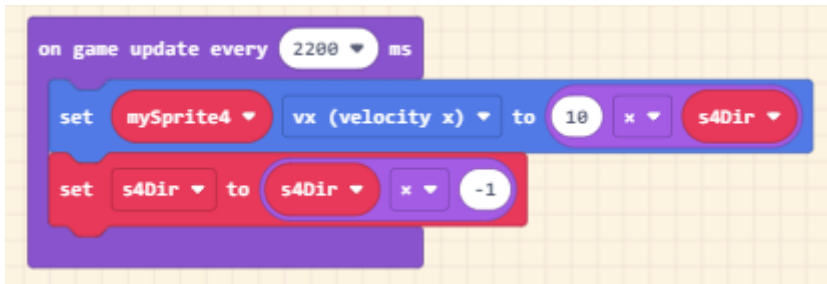 on game update every 2200 ms
set mySprite4 vx (velocity x) to 10 × s4Dir
set s4Dir to s4Dir × -1